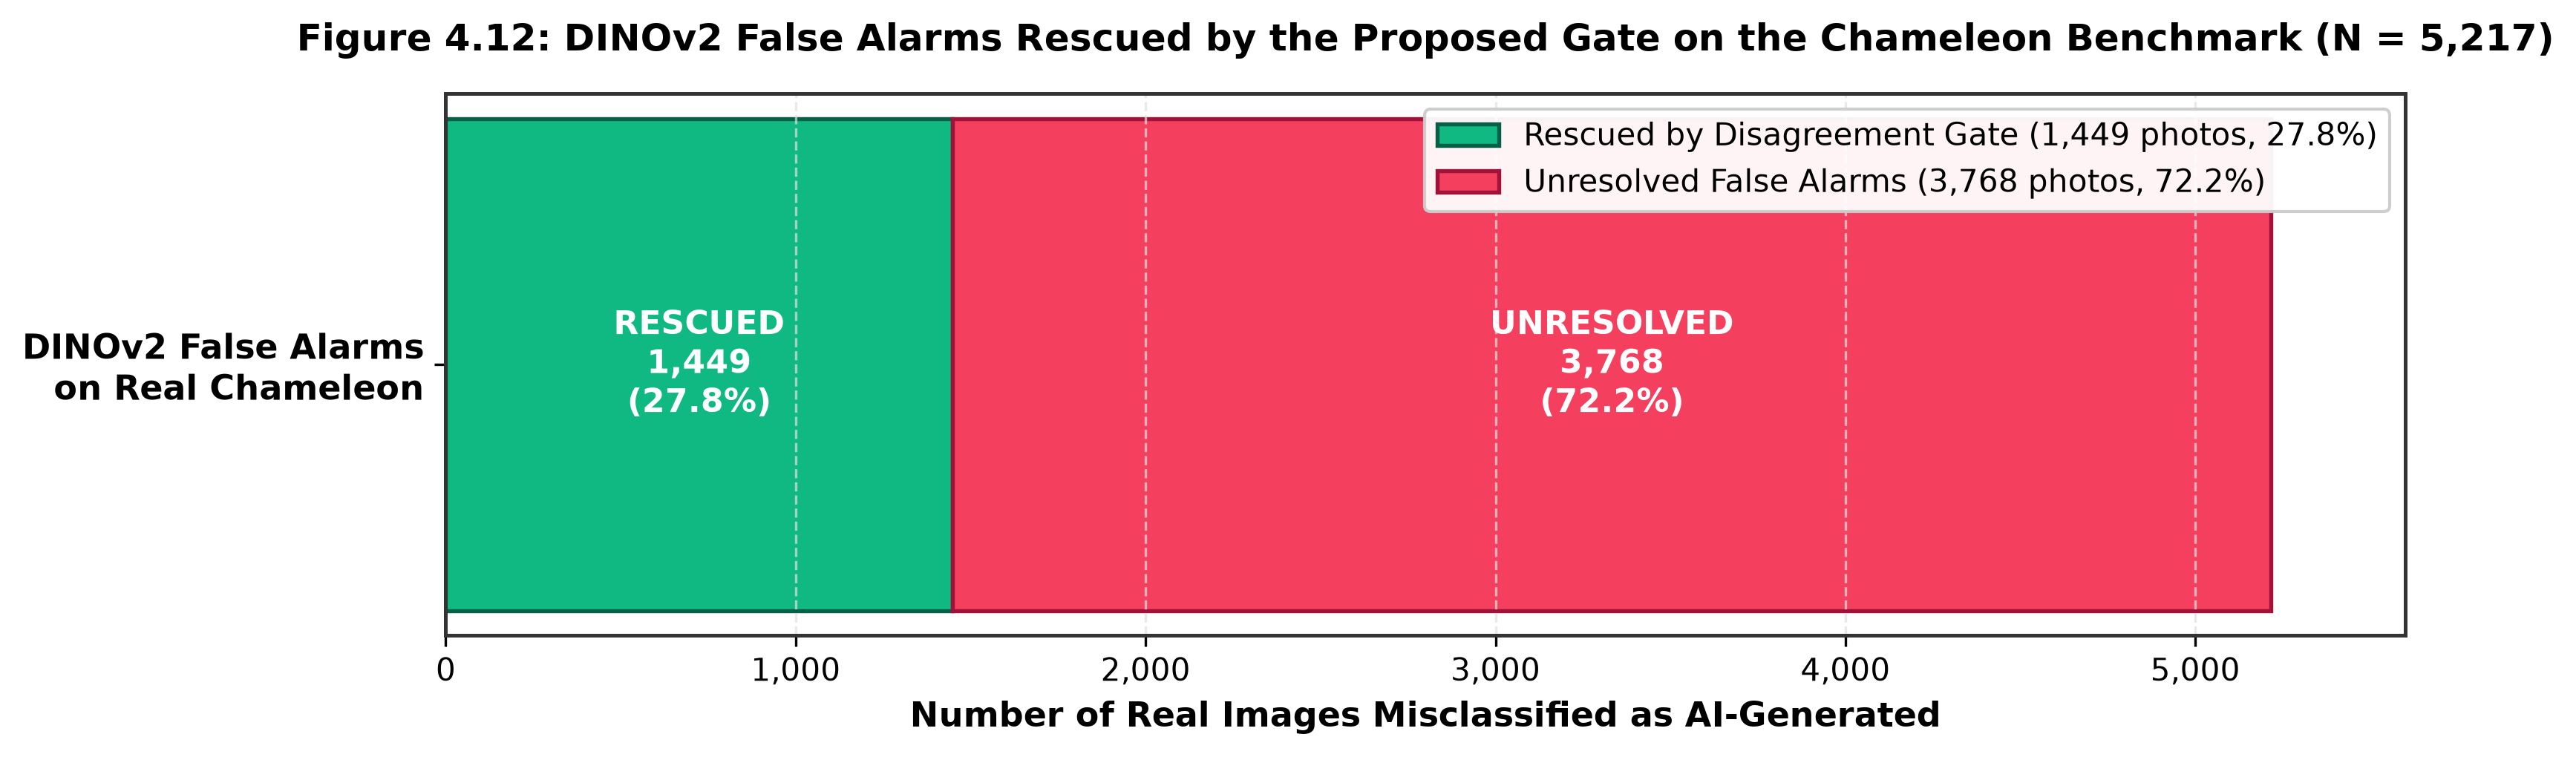 Figure 4.12: DINOv2 False Alarms Rescued by the Proposed Gate on the Chameleon Benchmark (N = 5,217)
Rescued by Disagreement Gate (1,449 photos, 27.8%)
Unresolved False Alarms (3,768 photos, 72.2%)
DINOv2 False Alarms
on Real Chameleon
RESCUED
1,449
(27.8%)
UNRESOLVED
3,768
(72.2%)
0 1,000 2,000 3,000 4,000 5,000
Number of Real Images Misclassified as AI-Generated